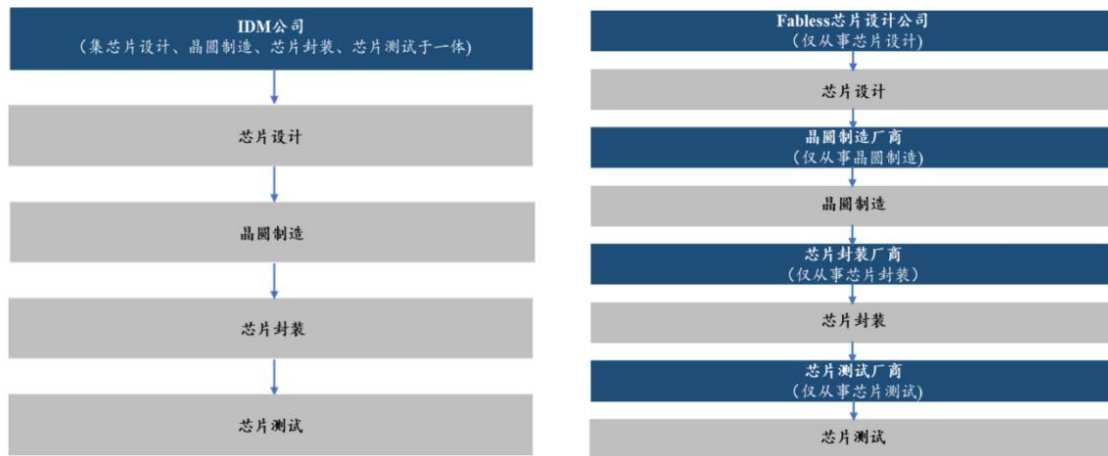 IDM公司
（集芯片设计、晶圆制造、芯片封装、芯片测试于一体)
芯片设计
晶圆制造
芯片封装
芯片测试
Fabless芯片设计公司
（仅从事芯片设计)
芯片设计
晶圆制造厂商
（仅从事晶圆制造)
晶圆制造
芯片封装厂商
（仅从事芯片封装）
芯片封装
芯片测试厂商
（仅从事芯片测试)
芯片测试